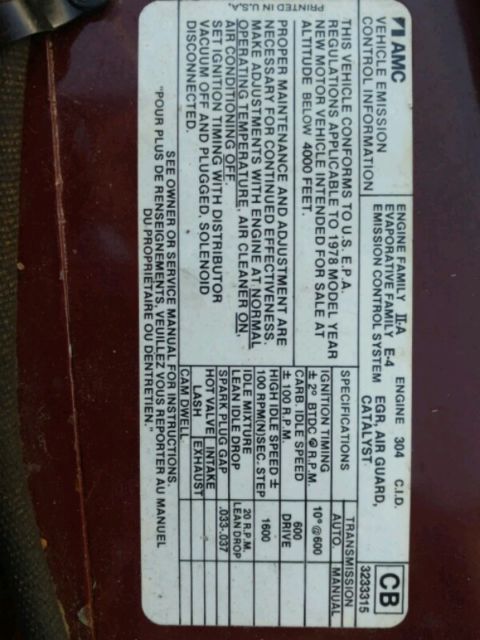 AMC
VEHICLE EMISSION
CONTROL INFORMATION
ENGINE FAMILY II-A ENGINE 304 C.I.D.
EVAPORATIVE FAMILY E-4
EMISSION CONTROL SYSTEM EGR, AIR GUARD,
CATALYST
CB
3233315
THIS VEHICLE CONFORMS TO U.S. E.P.A.
REGULATIONS APPLICABLE TO 1978 MODEL YEAR
NEW MOTOR VEHICLE INTENDED FOR SALE AT
ALTITUDE BELOW 4000 FEET.
PROPER MAINTENANCE AND ADJUSTMENT ARE
NECESSARY FOR CONTINUED EFFECTIVENESS.
MAKE ADJUSTMENTS WITH ENGINE AT NORMAL
OPERATING TEMPERATURE, AIR CLEANER ON,
AIR CONDITIONING OFF.
SET IGNITION TIMING WITH DISTRIBUTOR
VACUUM OFF AND PLUGGED, SOLENOID
DISCONNECTED.
SPECIFICATIONS TRANSMISSION
AUTO. MANUAL
IGNITION TIMING
± 2° BTDC @ R.P.M. 10° @ 600
CARB. IDLE SPEED
± 100 R.P.M. 600
DRIVE
HIGH IDLE SPEED ±
100 RPM(N)SEC. STEP 1600
IDLE MIXTURE
LEAN IDLE DROP 20 R.P.M.
LEAN DROP
SPARK PLUG GAP .033-.037
HOT VALVE INTAKE
LASH EXHAUST
CAM DWELL
SEE OWNER OR SERVICE MANUAL FOR INSTRUCTIONS.
"POUR PLUS DE RENSEIGNEMENTS, VEUILLEZ VOUS REPORTER AU MANUEL
DU PROPRIÉTAIRE OU D'ENTRETIEN."
PRINTED IN U.S.A.